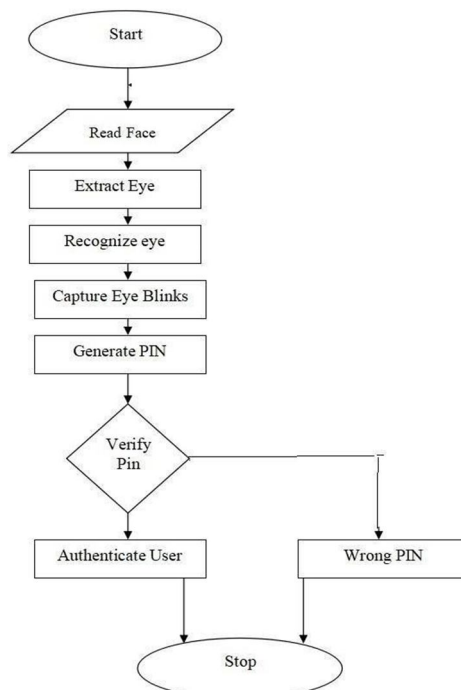 Start
Read Face
Extract Eye
Recognize eye
Capture Eye Blinks
Generate PIN
Verify
Pin
Authenticate User
Wrong PIN
Stop